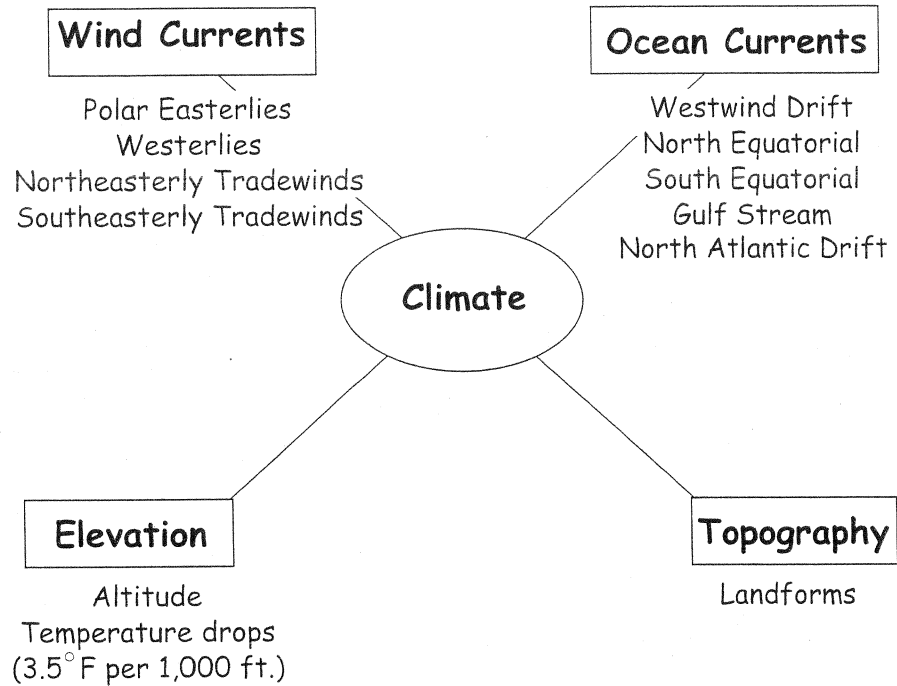 Wind Currents
Polar Easterlies
Westerlies
Northeasterly Tradewinds
Southeasterly Tradewinds
Ocean Currents
Westwind Drift
North Equatorial
South Equatorial
Gulf Stream
North Atlantic Drift
Climate
Elevation
Altitude
Temperature drops
(3.5° F per 1,000 ft.)
Topography
Landforms